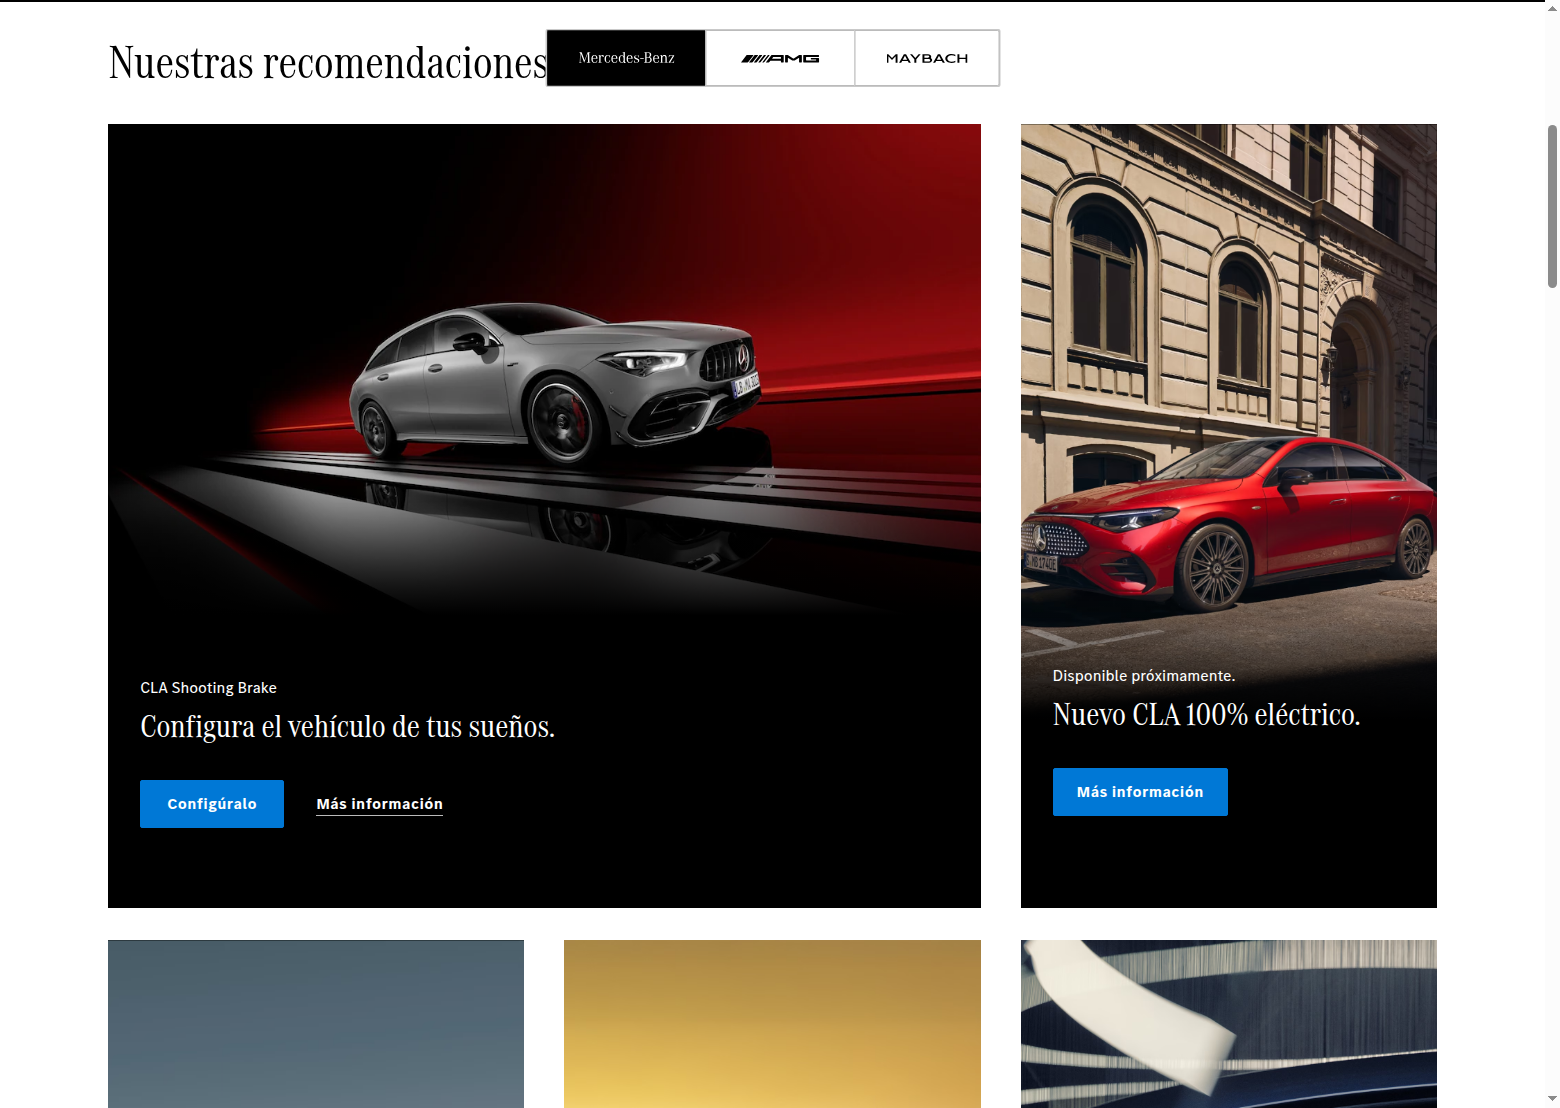 Nuestras recomendaciones
Mercedes-Benz
AMG
MAYBACH
CLA Shooting Brake
Configura el vehículo de tus sueños.
Configúralo
Más información
Disponible próximamente.
Nuevo CLA 100% eléctrico.
Más información